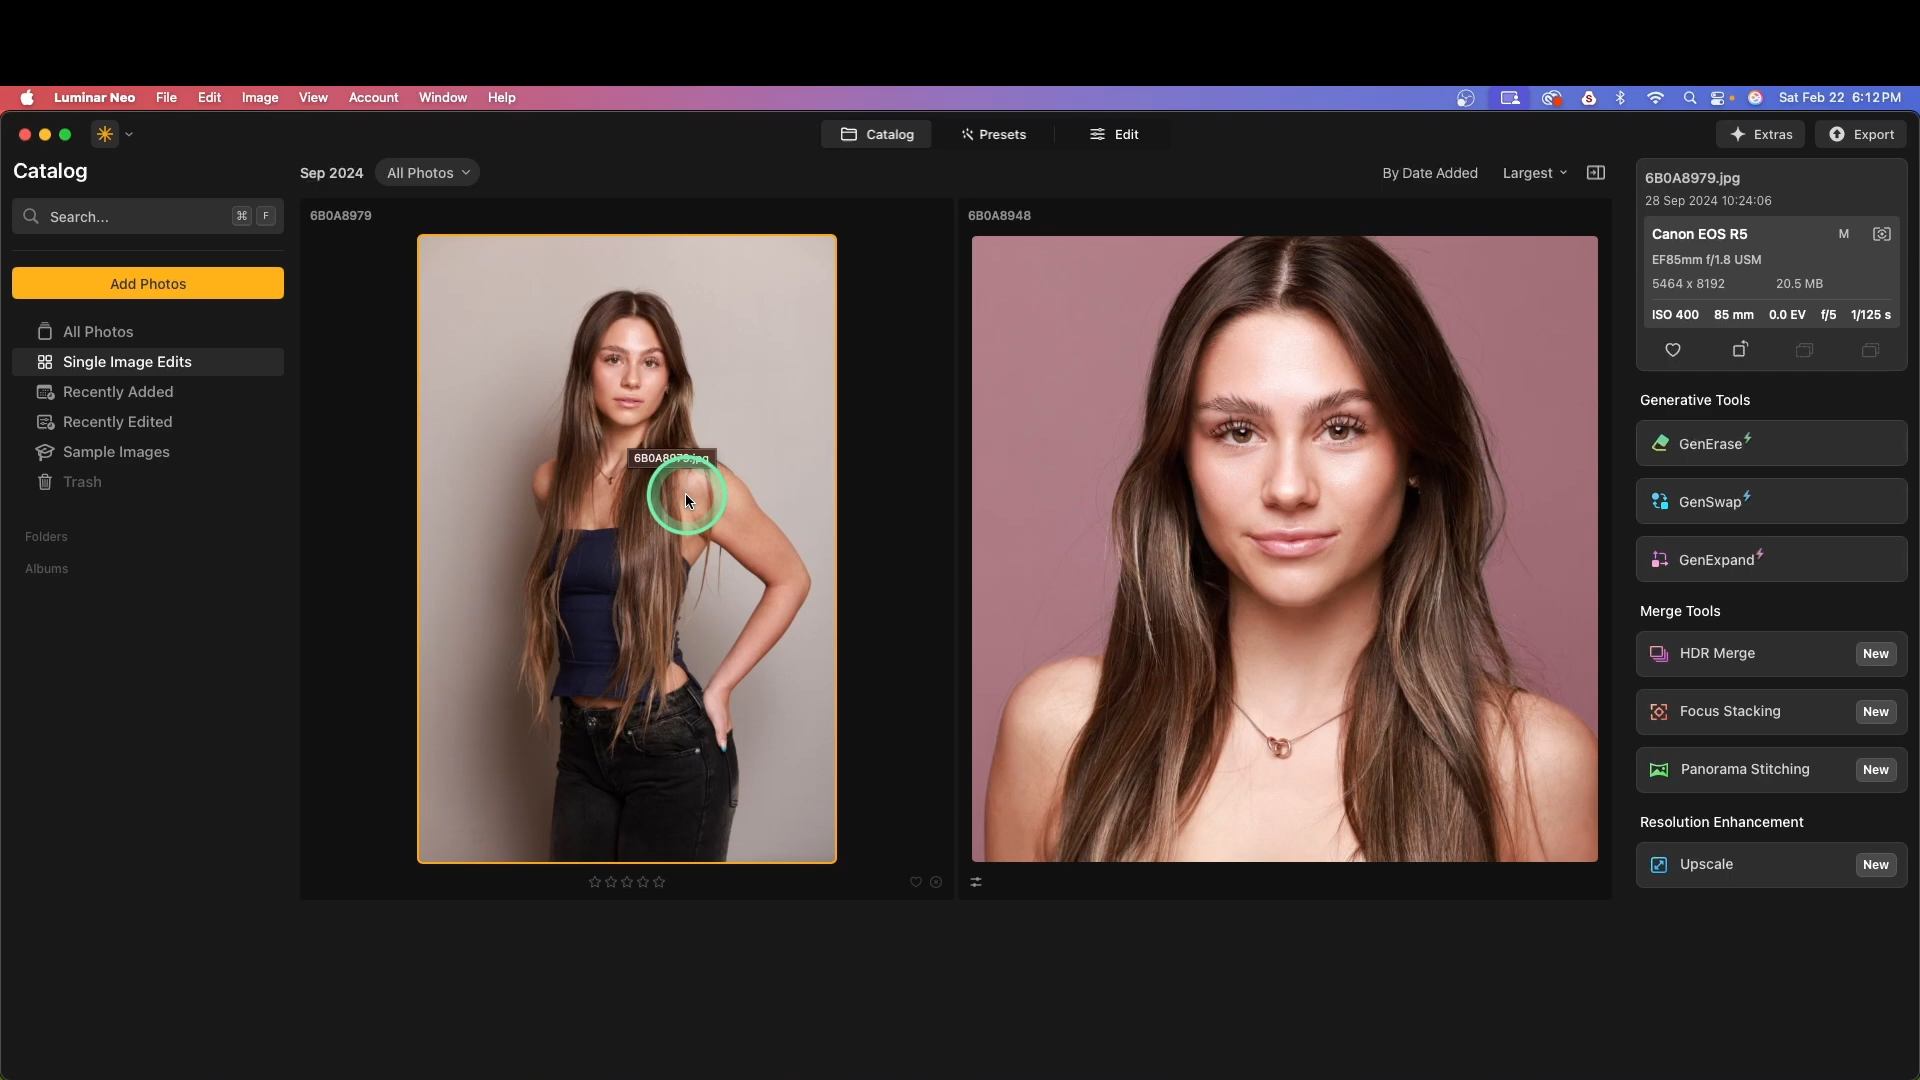 Luminar Neo File Edit Image View Account Window Help
S
Sat Feb 22 6:12 PM
Catalog Presets Edit
Extras Export
Catalog
Search... ⌘ F
Add Photos
All Photos
Single Image Edits
Recently Added
Recently Edited
Sample Images
Trash
Folders
Albums
Sep 2024 All Photos
By Date Added Largest
6B0A8979
6B0A8979.jpg
6B0A8948
6B0A8979.jpg
28 Sep 2024 10:24:06
Canon EOS R5 M
EF85mm f/1.8 USM
5464 x 8192 20.5 MB
ISO 400 85 mm 0.0 EV f/5 1/125 s
Generative Tools
GenErase
GenSwap
GenExpand
Merge Tools
HDR Merge New
Focus Stacking New
Panorama Stitching New
Resolution Enhancement
Upscale New